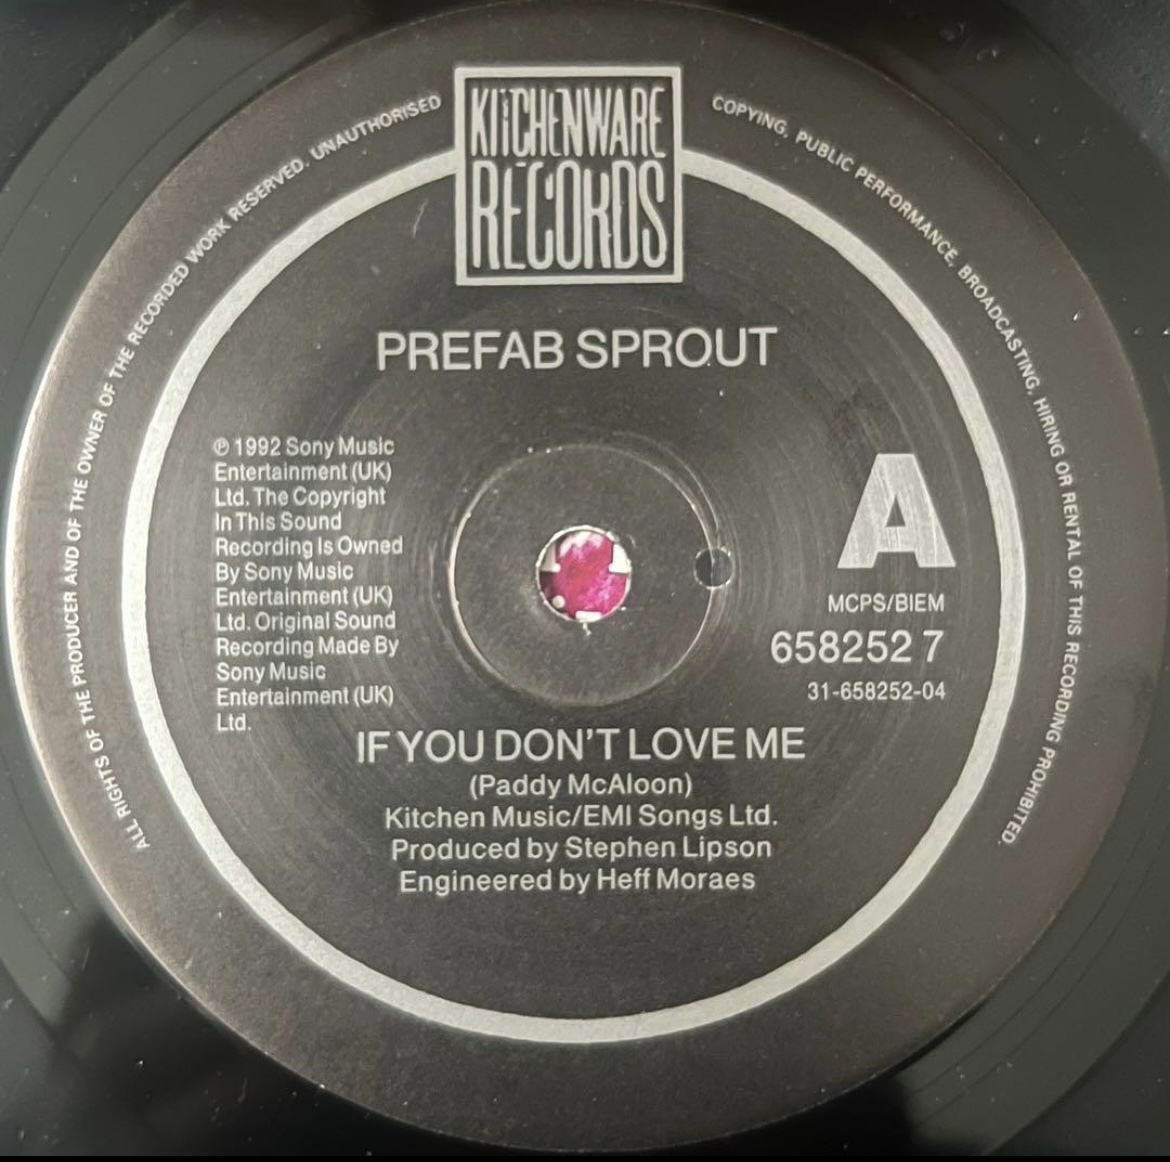 KITCHENWARE
RECORDS
ALL RIGHTS OF THE PRODUCER AND OF THE OWNER OF THE RECORDED WORK RESERVED. UNAUTHORISED
COPYING, PUBLIC PERFORMANCE, BROADCASTING, HIRING OR RENTAL OF THIS RECORDING PROHIBITED.
PREFAB SPROUT
℗ 1992 Sony Music
Entertainment (UK)
Ltd. The Copyright
In This Sound
Recording Is Owned
By Sony Music
Entertainment (UK)
Ltd. Original Sound
Recording Made By
Sony Music
Entertainment (UK)
Ltd.
A
MCPS/BIEM
658252 7
31-658252-04
IF YOU DON'T LOVE ME
(Paddy McAloon)
Kitchen Music/EMI Songs Ltd.
Produced by Stephen Lipson
Engineered by Heff Moraes